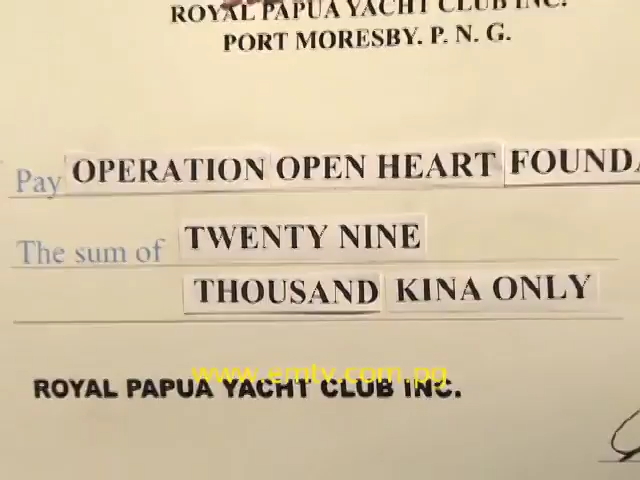 ROYAL PAPUA YACHT CLUB INC.
PORT MORESBY. P. N. G.
Pay OPERATION OPEN HEART FOUNDA
The sum of TWENTY NINE
THOUSAND KINA ONLY
www.emtv.com.pg
ROYAL PAPUA YACHT CLUB INC.